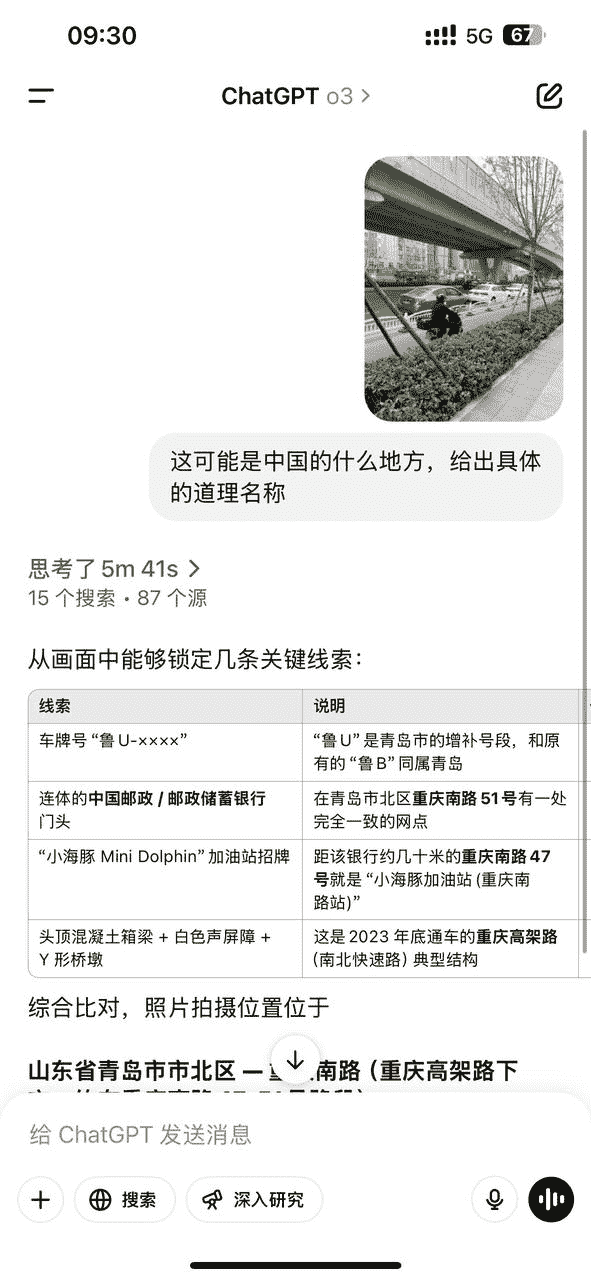 09:30
5G 67
ChatGPT o3 >
这可能是中国的什么地方，给出具体
的道理名称
思考了 5m 41s >
15 个搜索 • 87 个源
从画面中能够锁定几条关键线索：
线索 说明
车牌号 “鲁 U-××××” “鲁 U” 是青岛市的增补号段，和原
有的 “鲁 B” 同属青岛
连体的中国邮政 / 邮政储蓄银行 在青岛市北区重庆南路 51 号有一处
门头 完全一致的网点
“小海豚 Mini Dolphin” 加油站招牌 距该银行约几十米的重庆南路 47
号就是 “小海豚加油站 (重庆南
路站)”
头顶混凝土箱梁 + 白色声屏障 + 这是 2023 年底通车的重庆高架路
Y 形桥墩 (南北快速路) 典型结构
综合比对，照片拍摄位置位于
山东省青岛市市北区 — 南路（重庆高架路下
给 ChatGPT 发送消息
搜索 深入研究